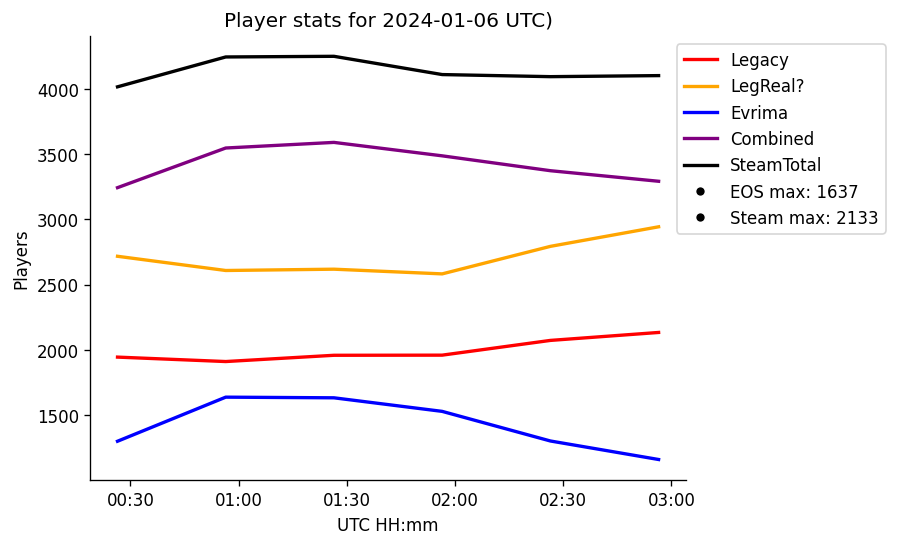 Player stats for 2024-01-06 UTC)
Legacy
LegReal?
Evrima
Combined
SteamTotal
EOS max: 1637
Steam max: 2133
Players
4000
3500
3000
2500
2000
1500
00:30 01:00 01:30 02:00 02:30 03:00
UTC HH:mm